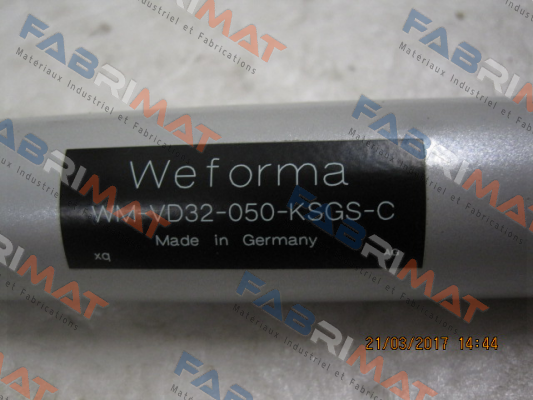 Weforma
WM-VD32-050-KSGS-C
Made in Germany
xq
21/03/2017 14:44
FABRIMAT
Materiaux Industriel et Fabrications